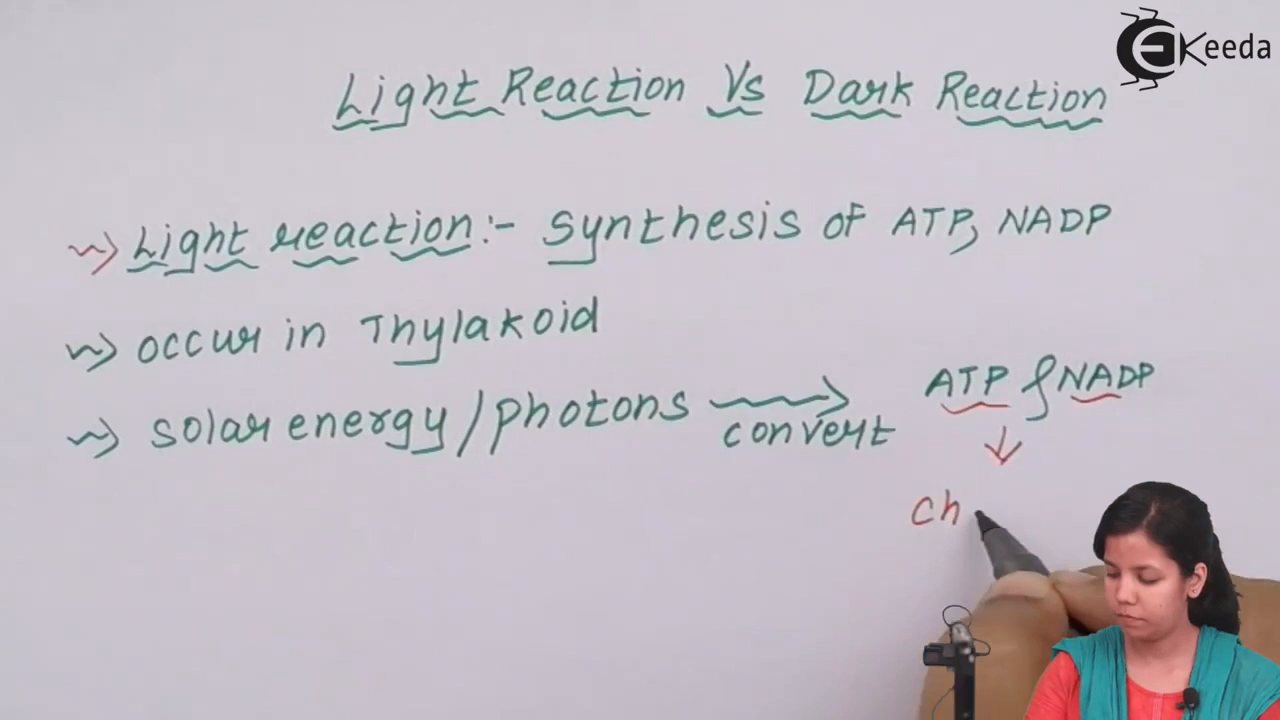 EKeeda
Light Reaction Vs Dark Reaction
Light reaction:- Synthesis of ATP, NADP
occur in Thylakoid
solar energy/photons convert ATP & NADP
Ch